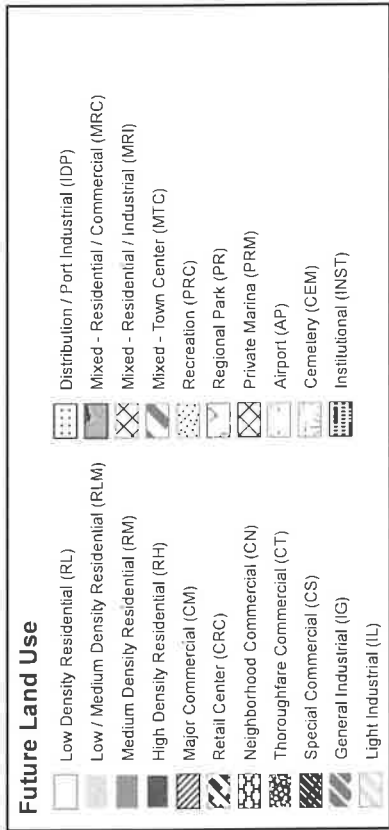 Future Land Use
Low Density Residential (RL)
Low / Medium Density Residential (RLM)
Medium Density Residential (RM)
High Density Residential (RH)
Major Commercial (CM)
Retail Center (CRC)
Neighborhood Commercial (CN)
Thoroughfare Commercial (CT)
Special Commercial (CS)
General Industrial (IG)
Light Industrial (IL)
Distribution / Port Industrial (IDP)
Mixed - Residential / Commercial (MRC)
Mixed - Residential / Industrial (MRI)
Mixed - Town Center (MTC)
Recreation (PRC)
Regional Park (PR)
Private Marina (PRM)
Airport (AP)
Cemetery (CEM)
Institutional (INST)